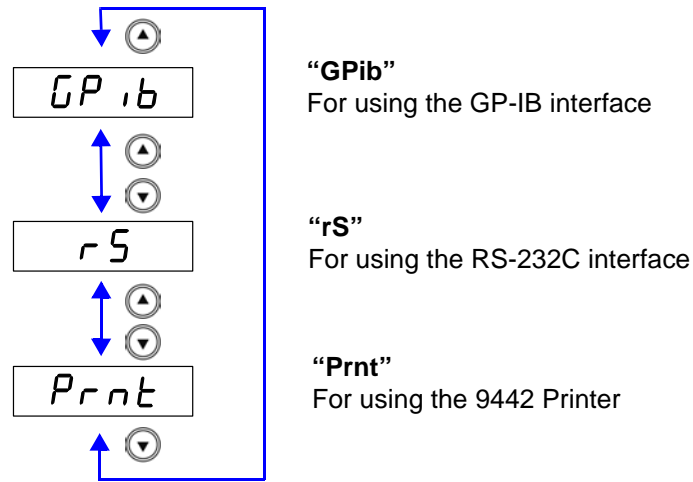 GPib
“GPib”
For using the GP-IB interface
rS
“rS”
For using the RS-232C interface
Prnt
“Prnt”
For using the 9442 Printer